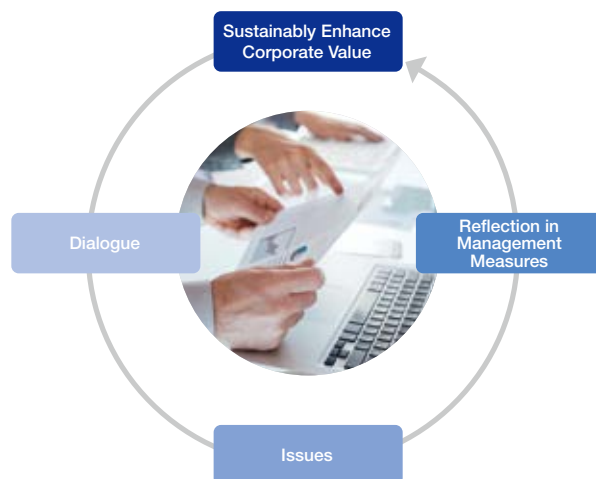 Sustainably Enhance
Corporate Value
Dialogue
Reflection in
Management
Measures
Issues